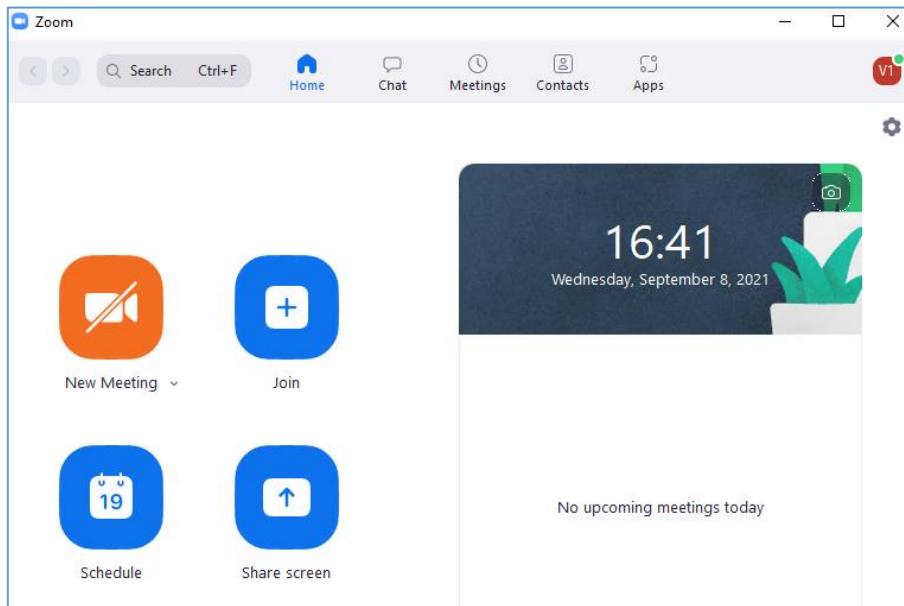 Zoom
Search Ctrl+F
Home Chat Meetings Contacts Apps
V1
16:41
Wednesday, September 8, 2021
New Meeting Join
19
Schedule Share screen
No upcoming meetings today